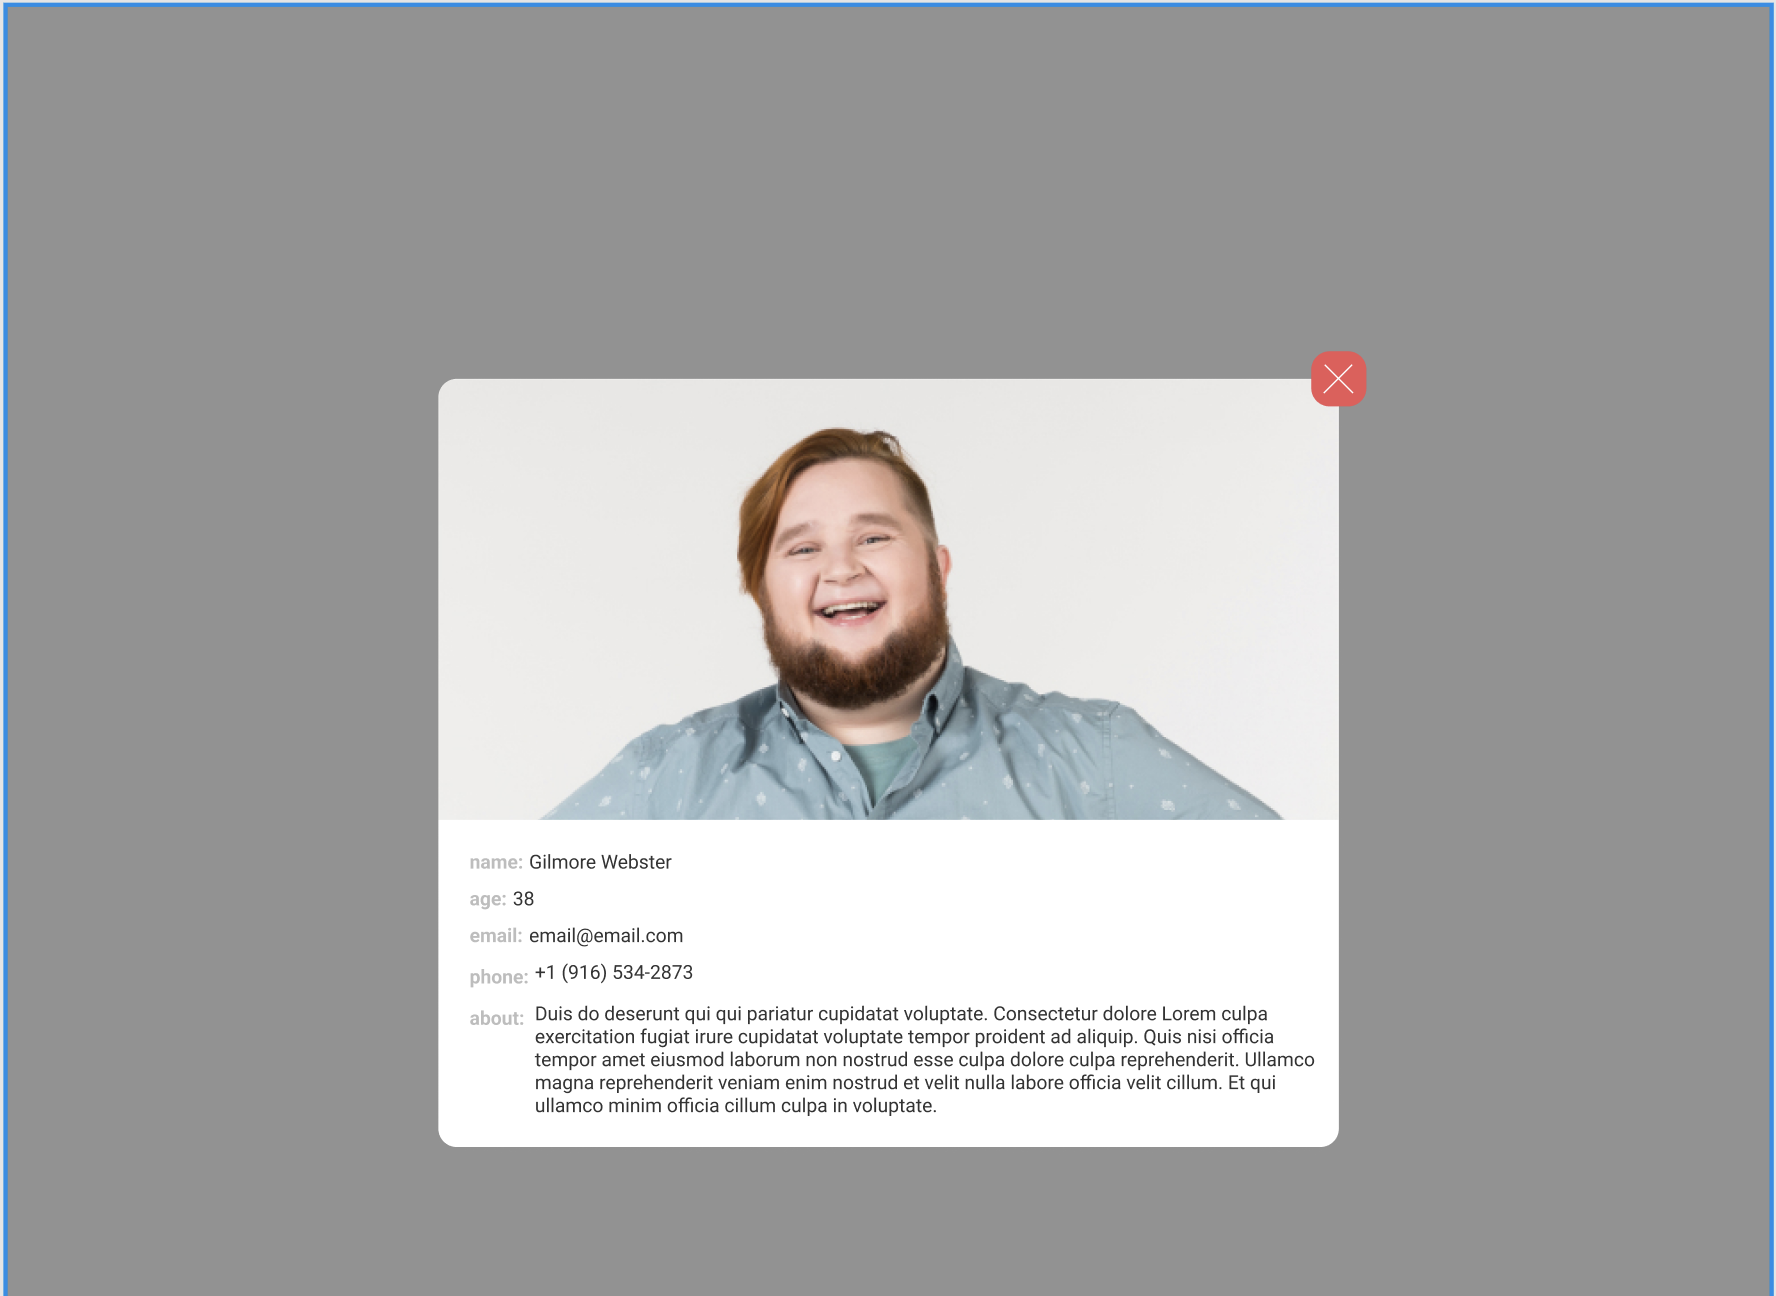 name: Gilmore Webster
age: 38
email: email@email.com
phone: +1 (916) 534-2873
about: Duis do deserunt qui qui pariatur cupidatat voluptate. Consectetur dolore Lorem culpa
exercitation fugiat irure cupidatat voluptate tempor proident ad aliquip. Quis nisi officia
tempor amet eiusmod laborum non nostrud esse culpa dolore culpa reprehenderit. Ullamco
magna reprehenderit veniam enim nostrud et velit nulla labore officia velit cillum. Et qui
ullamco minim officia cillum culpa in voluptate.